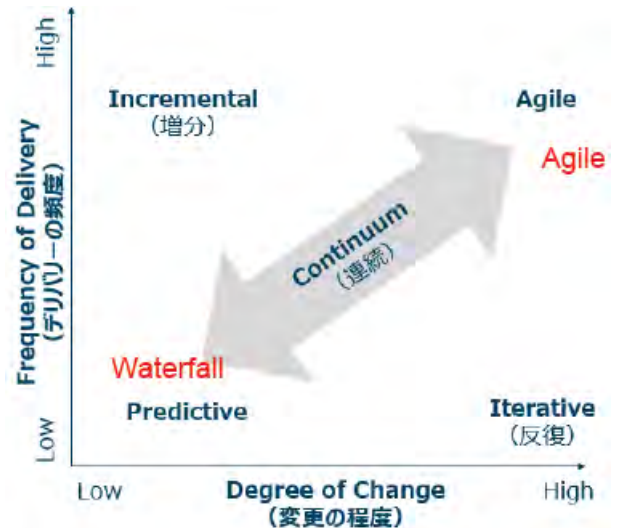 High
Frequency of Delivery
(デリバリーの頻度)
Low
Incremental
(増分)
Agile
Agile
Continuum
(連続)
Waterfall
Predictive
Iterative
(反復)
Low
Degree of Change
(変更の程度)
High